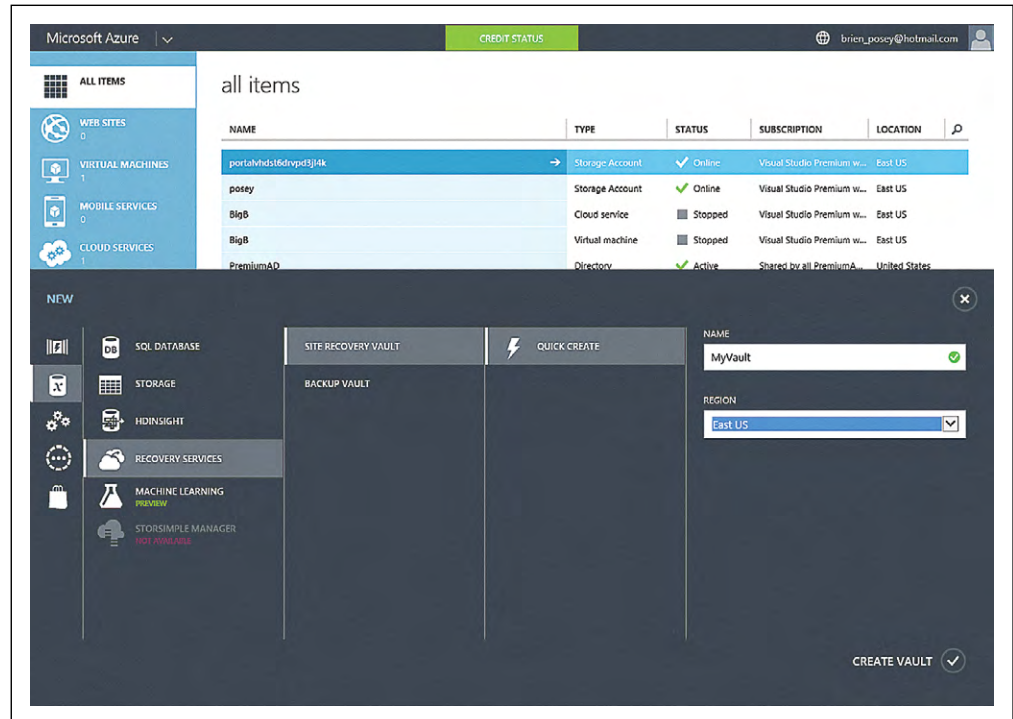 Microsoft Azure
CREDIT STATUS
brien_posey@hotmail.com
ALL ITEMS
WEB SITES
0
VIRTUAL MACHINES
1
MOBILE SERVICES
0
CLOUD SERVICES
1
all items
NAME TYPE STATUS SUBSCRIPTION LOCATION
portalvhdst6drvpd3jl4k Storage Account Online Visual Studio Premium w... East US
posey Storage Account Online Visual Studio Premium w... East US
BigB Cloud service Stopped Visual Studio Premium w... East US
BigB Virtual machine Stopped Visual Studio Premium w... East US
PremiumAD Directory Active Shared by all PremiumA... United States
NEW
SQL DATABASE
STORAGE
HDINSIGHT
RECOVERY SERVICES
MACHINE LEARNING
PREVIEW
STORSIMPLE MANAGER
NOT AVAILABLE
SITE RECOVERY VAULT
BACKUP VAULT
QUICK CREATE
NAME
MyVault
REGION
East US
CREATE VAULT